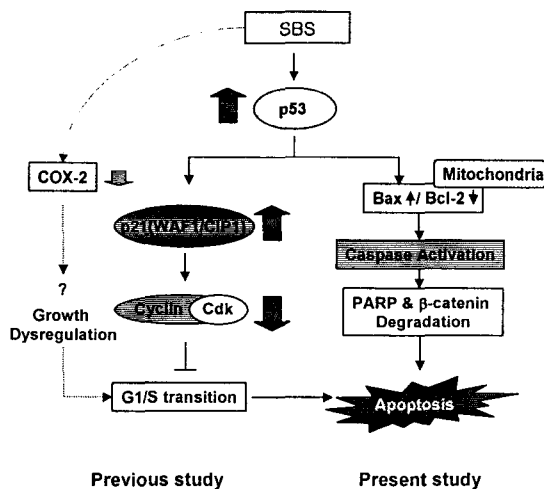 SBS
p53
COX-2
Mitochondria
Bax / Bcl-2
p21(WAF1/CIP1)
Caspase Activation
?
Growth
Dysregulation
Cyclin Cdk
PARP & β-catenin
Degradation
G1/S transition
Apoptosis
Previous study
Present study